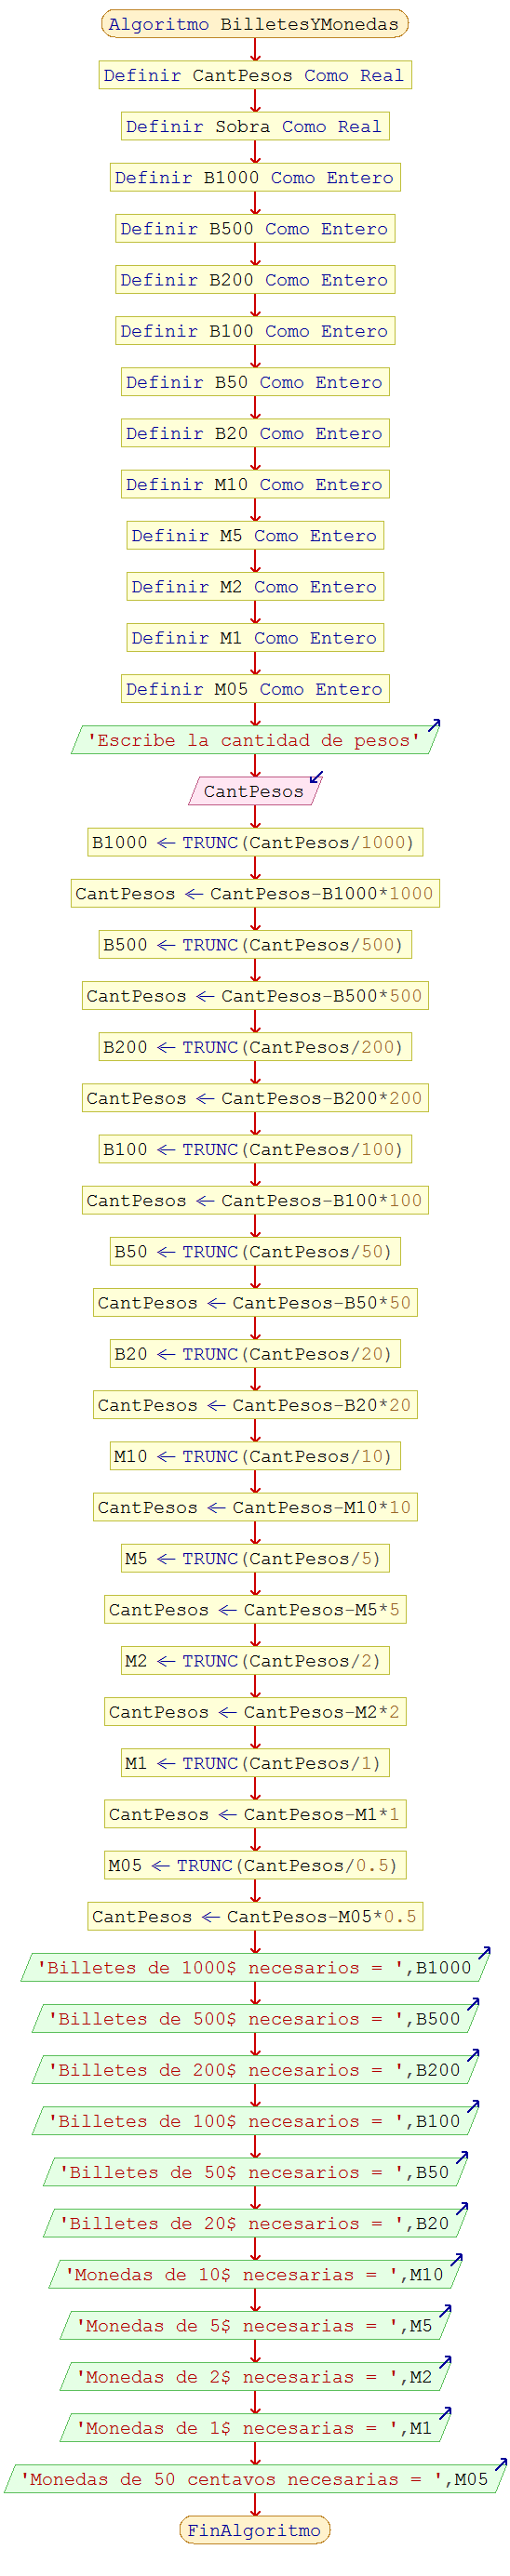 Algoritmo BilletesYMonedas
Definir CantPesos Como Real
Definir Sobra Como Real
Definir B1000 Como Entero
Definir B500 Como Entero
Definir B200 Como Entero
Definir B100 Como Entero
Definir B50 Como Entero
Definir B20 Como Entero
Definir M10 Como Entero
Definir M5 Como Entero
Definir M2 Como Entero
Definir M1 Como Entero
Definir M05 Como Entero
'Escribe la cantidad de pesos'
CantPesos
B1000 ← TRUNC(CantPesos/1000)
CantPesos ← CantPesos-B1000*1000
B500 ← TRUNC(CantPesos/500)
CantPesos ← CantPesos-B500*500
B200 ← TRUNC(CantPesos/200)
CantPesos ← CantPesos-B200*200
B100 ← TRUNC(CantPesos/100)
CantPesos ← CantPesos-B100*100
B50 ← TRUNC(CantPesos/50)
CantPesos ← CantPesos-B50*50
B20 ← TRUNC(CantPesos/20)
CantPesos ← CantPesos-B20*20
M10 ← TRUNC(CantPesos/10)
CantPesos ← CantPesos-M10*10
M5 ← TRUNC(CantPesos/5)
CantPesos ← CantPesos-M5*5
M2 ← TRUNC(CantPesos/2)
CantPesos ← CantPesos-M2*2
M1 ← TRUNC(CantPesos/1)
CantPesos ← CantPesos-M1*1
M05 ← TRUNC(CantPesos/0.5)
CantPesos ← CantPesos-M05*0.5
'Billetes de 1000$ necesarios = ',B1000
'Billetes de 500$ necesarios = ',B500
'Billetes de 200$ necesarios = ',B200
'Billetes de 100$ necesarios = ',B100
'Billetes de 50$ necesarios = ',B50
'Billetes de 20$ necesarios = ',B20
'Monedas de 10$ necesarias = ',M10
'Monedas de 5$ necesarias = ',M5
'Monedas de 2$ necesarias = ',M2
'Monedas de 1$ necesarias = ',M1
'Monedas de 50 centavos necesarias = ',M05
FinAlgoritmo